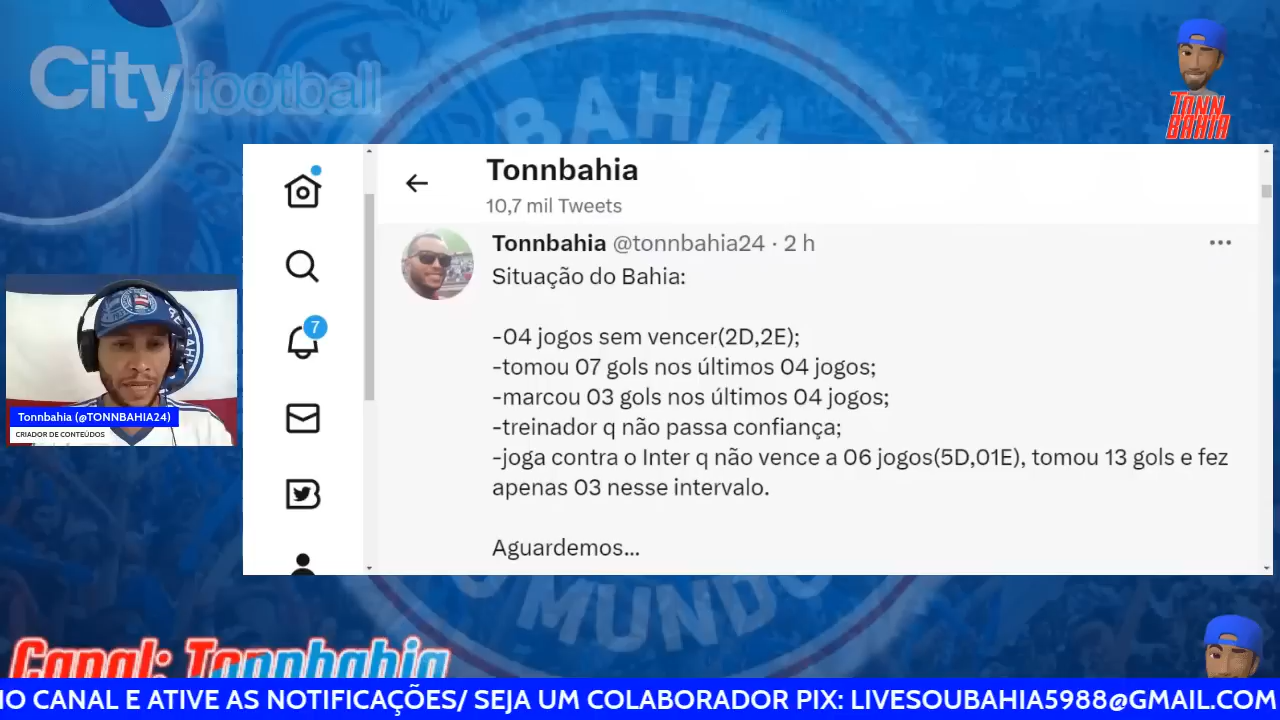 City football
TONN
BAHIA
BAHIA
Tonnbahia
10,7 mil Tweets
Tonnbahia @tonnbahia24 · 2 h
Situação do Bahia:
-04 jogos sem vencer(2D,2E);
-tomou 07 gols nos últimos 04 jogos;
-marcou 03 gols nos últimos 04 jogos;
-treinador q não passa confiança;
-joga contra o Inter q não vence a 06 jogos(5D,01E), tomou 13 gols e fez
apenas 03 nesse intervalo.
Aguardemos...
7
Tonnbahia (@TONNBAHIA24)
CRIADOR DE CONTEÚDOS
O MUNDO
Canal: Tonnbahia
IO CANAL E ATIVE AS NOTIFICAÇÕES/ SEJA UM COLABORADOR PIX: LIVESOUBAHIA5988@GMAIL.COM